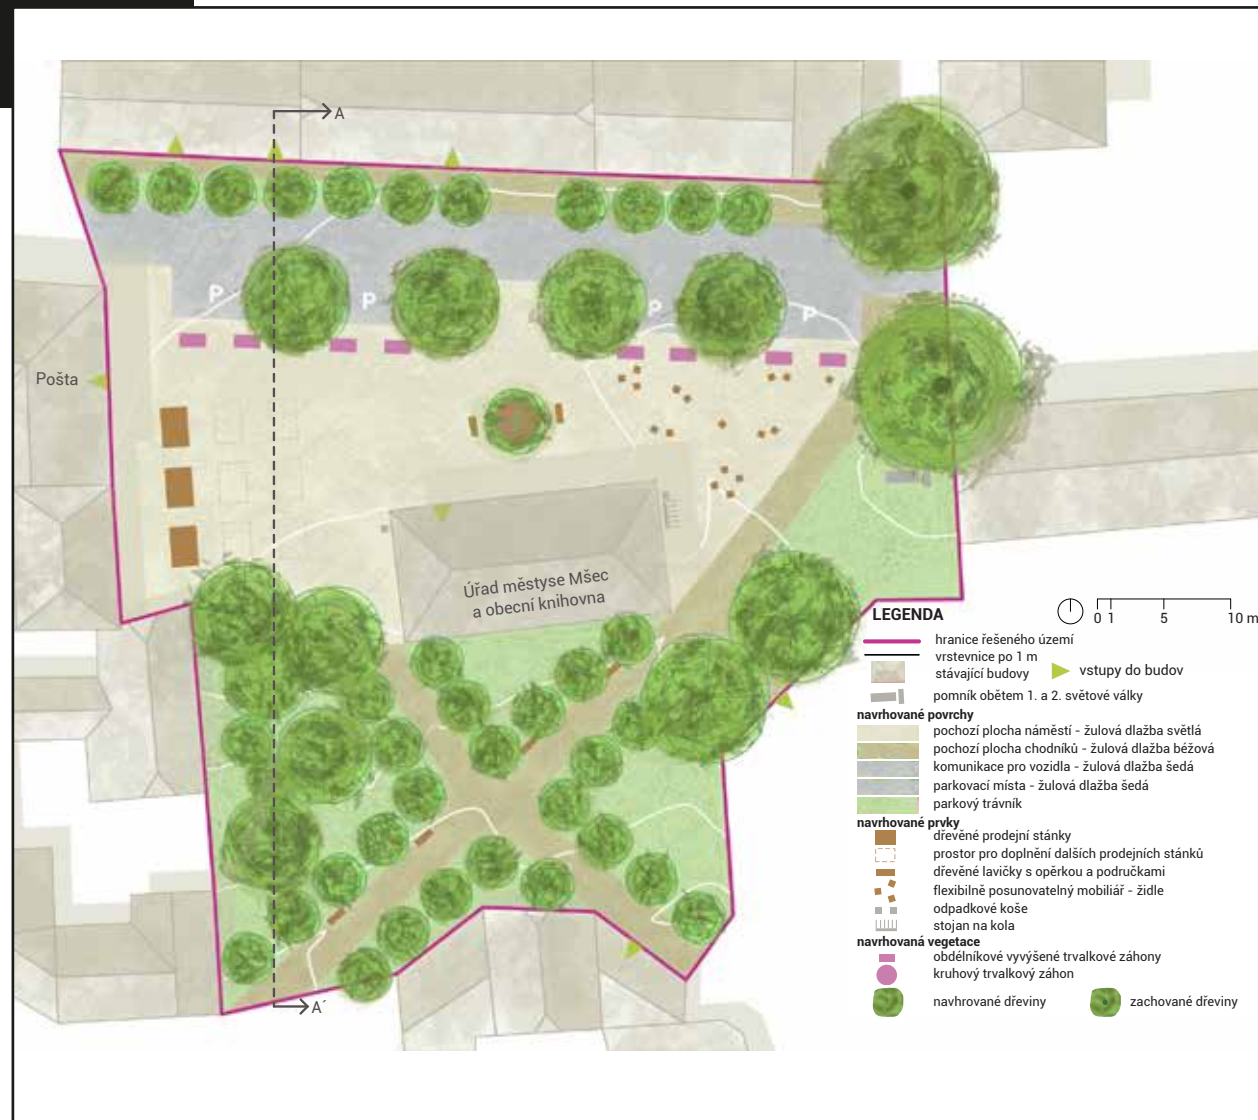 A
P
P
P
P
Pošta
Úřad městyse Mšec
a obecní knihovna
A´
LEGENDA
0 1 5 10 m
hranice řešeného území
vrstevnice po 1 m
stávající budovy
vstupy do budov
pomník obětem 1. a 2. světové války
navrhované povrchy
pochozí plocha náměstí - žulová dlažba světlá
pochozí plocha chodníků - žulová dlažba béžová
komunikace pro vozidla - žulová dlažba šedá
parkovací místa - žulová dlažba šedá
parkový trávník
navrhované prvky
dřevěné prodejní stánky
prostor pro doplnění dalších prodejních stánků
dřevěné lavičky s opěrkou a područkami
flexibilně posunovatelný mobiliář - židle
odpadkové koše
stojan na kola
navrhovaná vegetace
obdélníkové vyvýšené trvalkové záhony
kruhový trvalkový záhon
navhrované dřeviny
zachované dřeviny